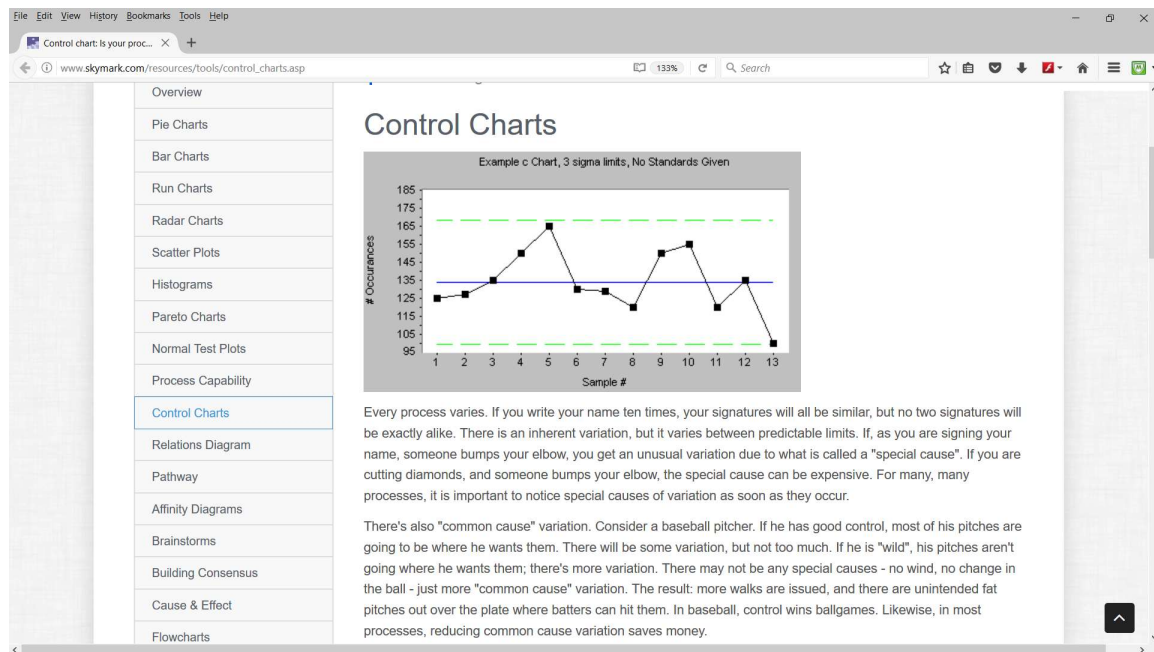 File Edit View History Bookmarks Tools Help
Control chart: Is your proc...
www.skymark.com/resources/tools/control_charts.asp
133%
Search
Overview
Pie Charts
Bar Charts
Run Charts
Radar Charts
Scatter Plots
Histograms
Pareto Charts
Normal Test Plots
Process Capability
Control Charts
Relations Diagram
Pathway
Affinity Diagrams
Brainstorms
Building Consensus
Cause & Effect
Flowcharts
Control Charts
Example c Chart, 3 sigma limits, No Standards Given
# Occurances
185
175
165
155
145
135
125
115
105
95
1 2 3 4 5 6 7 8 9 10 11 12 13
Sample #
Every process varies. If you write your name ten times, your signatures will all be similar, but no two signatures will
be exactly alike. There is an inherent variation, but it varies between predictable limits. If, as you are signing your
name, someone bumps your elbow, you get an unusual variation due to what is called a "special cause". If you are
cutting diamonds, and someone bumps your elbow, the special cause can be expensive. For many, many
processes, it is important to notice special causes of variation as soon as they occur.
There's also "common cause" variation. Consider a baseball pitcher. If he has good control, most of his pitches are
going to be where he wants them. There will be some variation, but not too much. If he is "wild", his pitches aren't
going where he wants them; there's more variation. There may not be any special causes - no wind, no change in
the ball - just more "common cause" variation. The result: more walks are issued, and there are unintended fat
pitches out over the plate where batters can hit them. In baseball, control wins ballgames. Likewise, in most
processes, reducing common cause variation saves money.